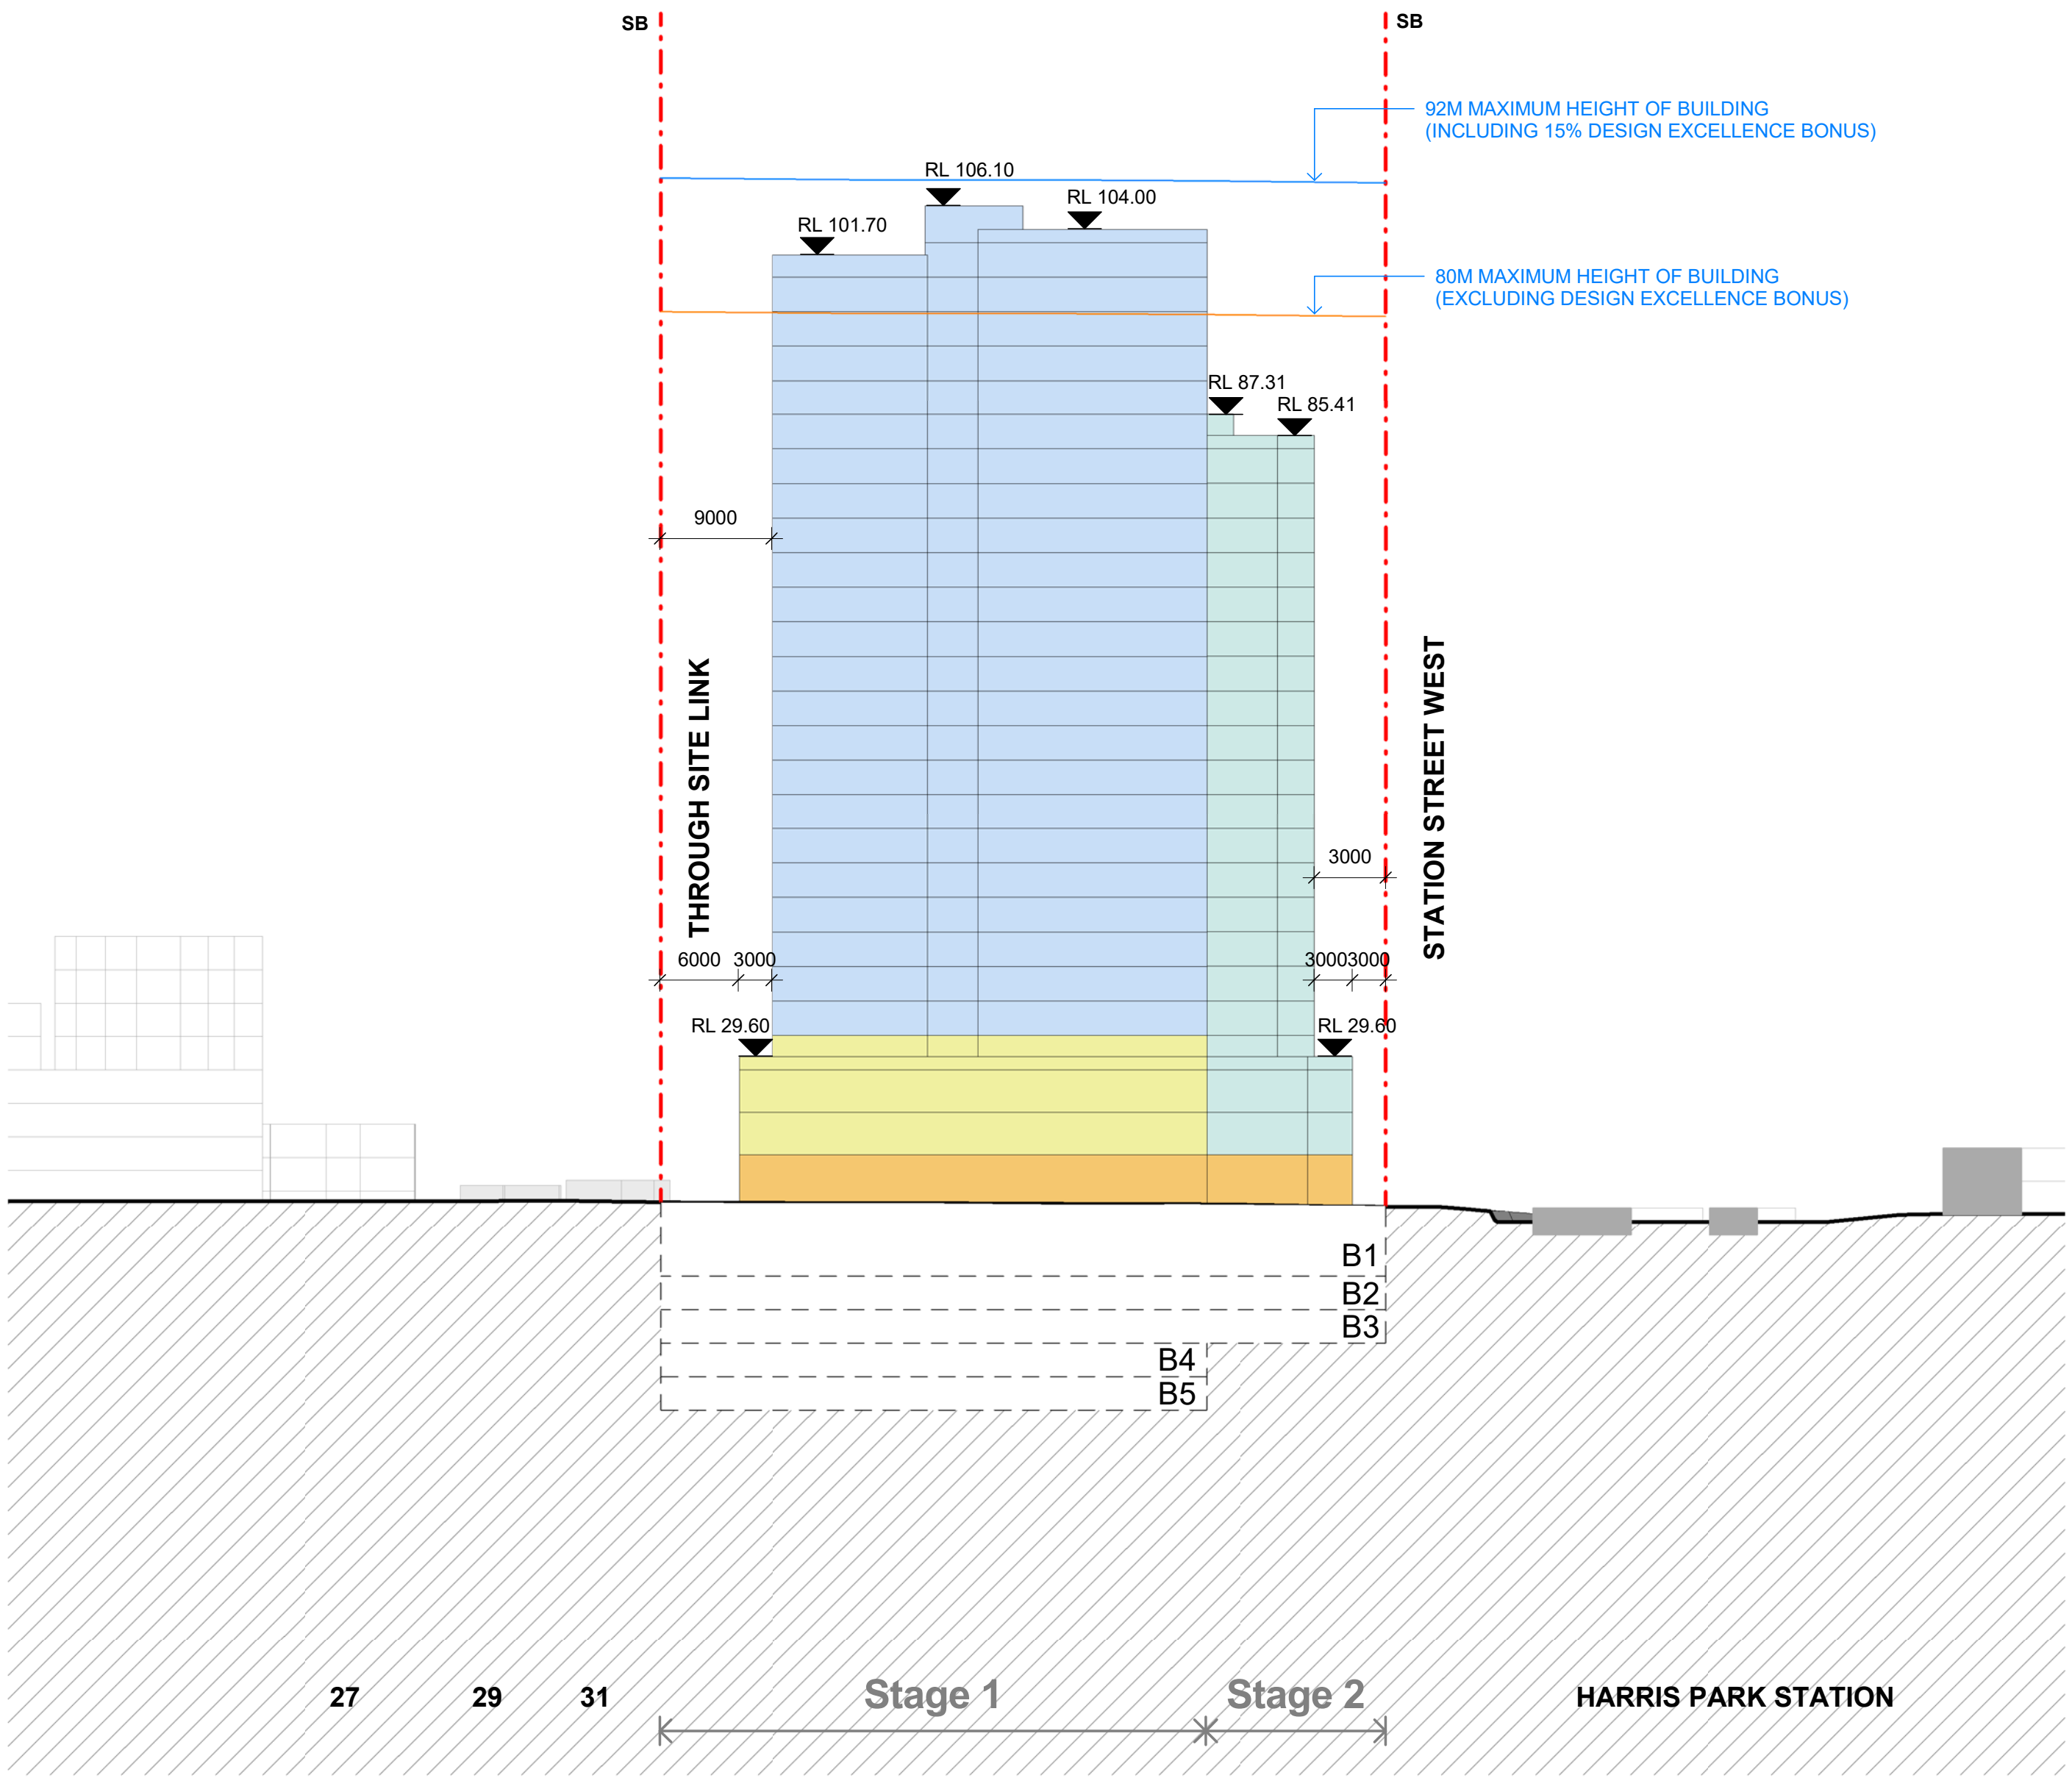 SB
SB
92M MAXIMUM HEIGHT OF BUILDING
(INCLUDING 15% DESIGN EXCELLENCE BONUS)
RL 106.10
RL 104.00
RL 101.70
80M MAXIMUM HEIGHT OF BUILDING
(EXCLUDING DESIGN EXCELLENCE BONUS)
RL 87.31
RL 85.41
9000
THROUGH SITE LINK
STATION STREET WEST
3000
6000
3000
3000
3000
RL 29.60
RL 29.60
B1
B2
B3
B4
B5
27
29
31
Stage 1
Stage 2
HARRIS PARK STATION